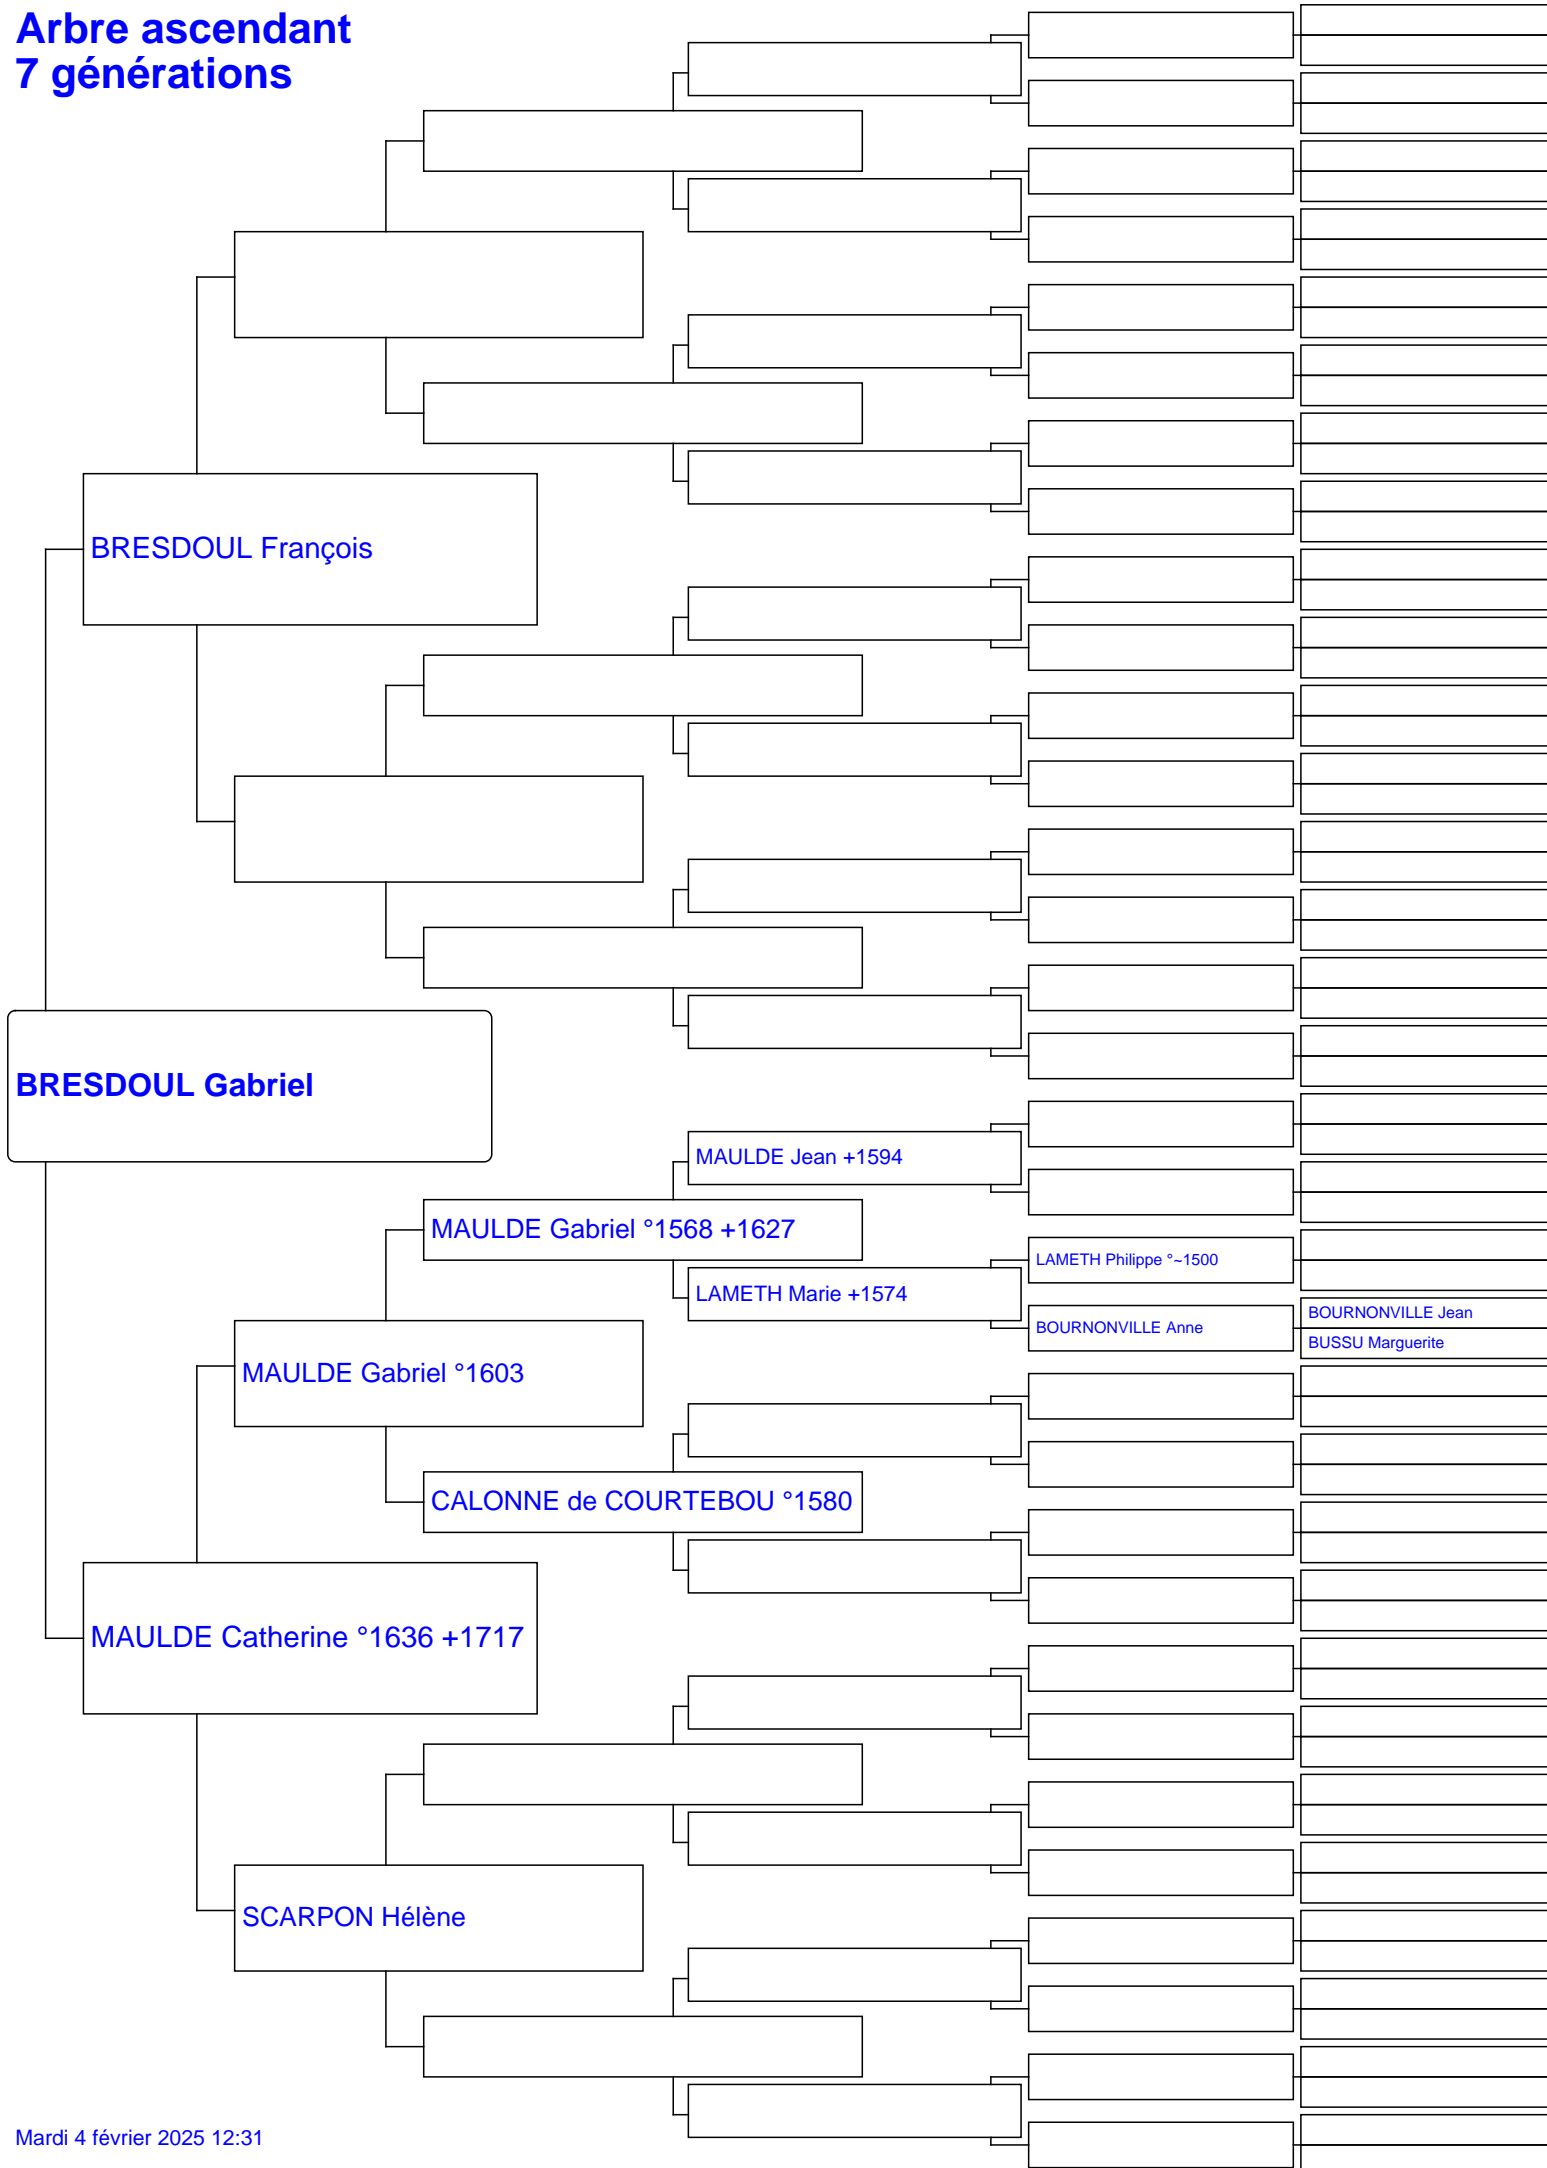 Arbre ascendant
7 générations
BRESDOUL François
BRESDOUL Gabriel
MAULDE Jean +1594
MAULDE Gabriel °1568 +1627
LAMETH Philippe °~1500
LAMETH Marie +1574
BOURNONVILLE Jean
BOURNONVILLE Anne
BUSSU Marguerite
MAULDE Gabriel °1603
CALONNE de COURTEBOU °1580
MAULDE Catherine °1636 +1717
SCARPON Hélène
Mardi 4 février 2025 12:31